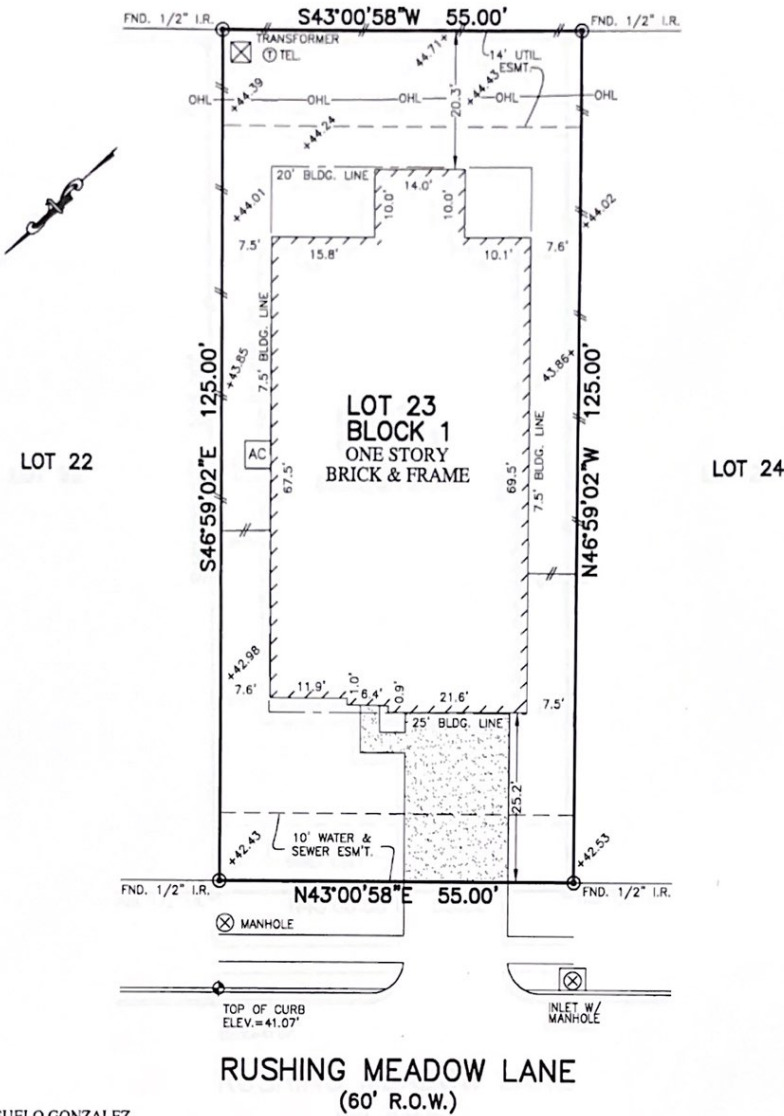 S43°00'58"W 55.00'
FND. 1/2" I.R.
FND. 1/2" I.R.
TRANSFORMER
T TEL.
+44.71
14' UTIL.
ESMT.
+44.39
OHL OHL OHL OHL OHL
+44.43
20.3'
+44.24
20' BLDG. LINE
14.0'
10.0'
10.0'
+44.01
+44.02
7.5'
15.8'
10.1'
7.6'
7.5' BLDG. LINE
+43.85
43.86+
S46°59'02"E 125.00'
N46°59'02"W 125.00'
LOT 23
BLOCK 1
ONE STORY
BRICK & FRAME
LOT 22
LOT 24
AC
67.5'
69.5'
7.5' BLDG. LINE
+42.98
7.6'
11.9'
1.0'
6.4'
0.9'
21.6'
7.5'
25' BLDG. LINE
25.2'
+42.43
10' WATER &
SEWER ESM'T.
+42.53
FND. 1/2" I.R.
N43°00'58"E 55.00'
FND. 1/2" I.R.
MANHOLE
TOP OF CURB
ELEV.=41.07'
INLET W/
MANHOLE
RUSHING MEADOW LANE
(60' R.O.W.)
GONZALEZ